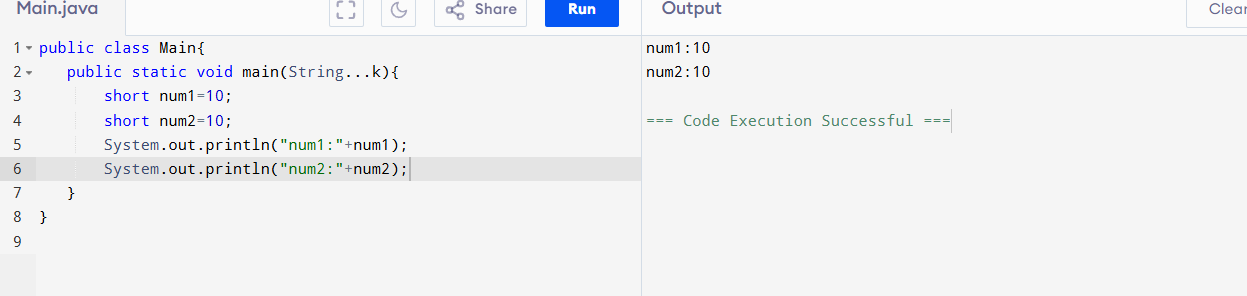 Main.java Share Run Output Clear
1 public class Main{
2 public static void main(String...k){
3 short num1=10;
4 short num2=10;
5 System.out.println("num1:"+num1);
6 System.out.println("num2:"+num2);
7 }
8 }
9
num1:10
num2:10
=== Code Execution Successful ===